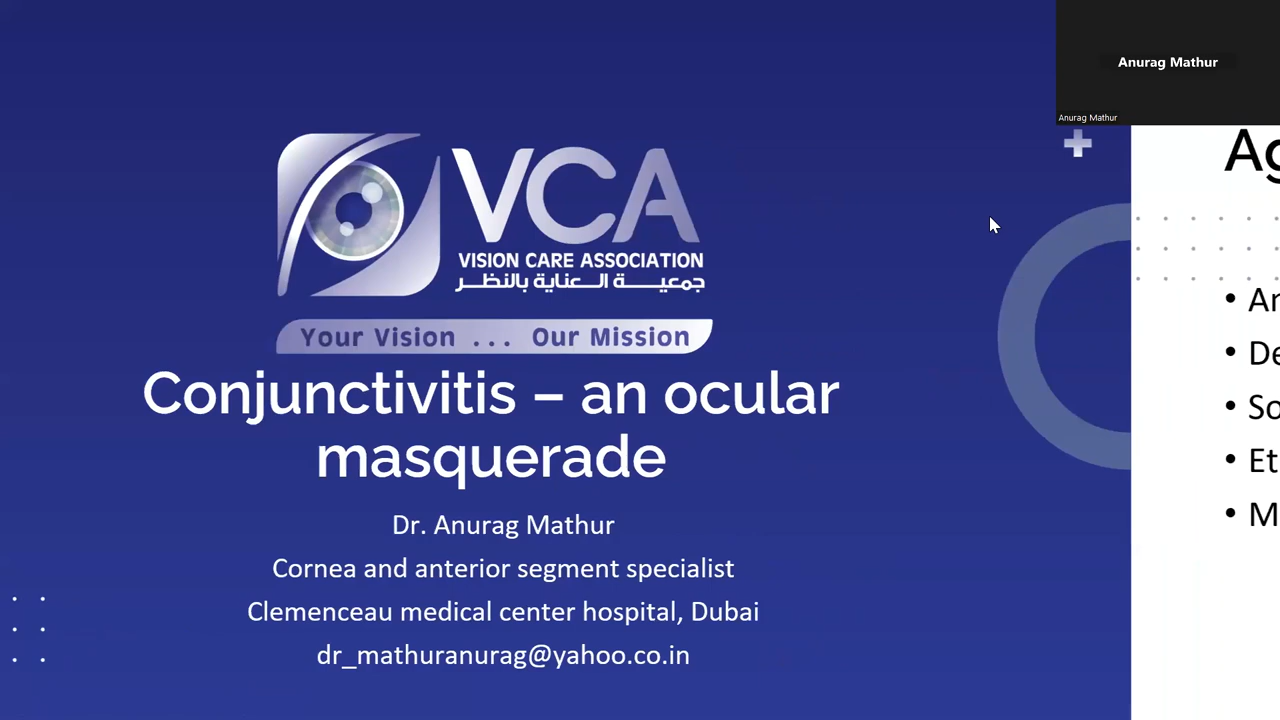 Anurag Mathur
Anurag Mathur
VCA
VISION CARE ASSOCIATION
جمعية العناية بالنظر
Your Vision ... Our Mission
Conjunctivitis – an ocular
masquerade
Dr. Anurag Mathur
Cornea and anterior segment specialist
Clemenceau medical center hospital, Dubai
dr_mathuranurag@yahoo.co.in